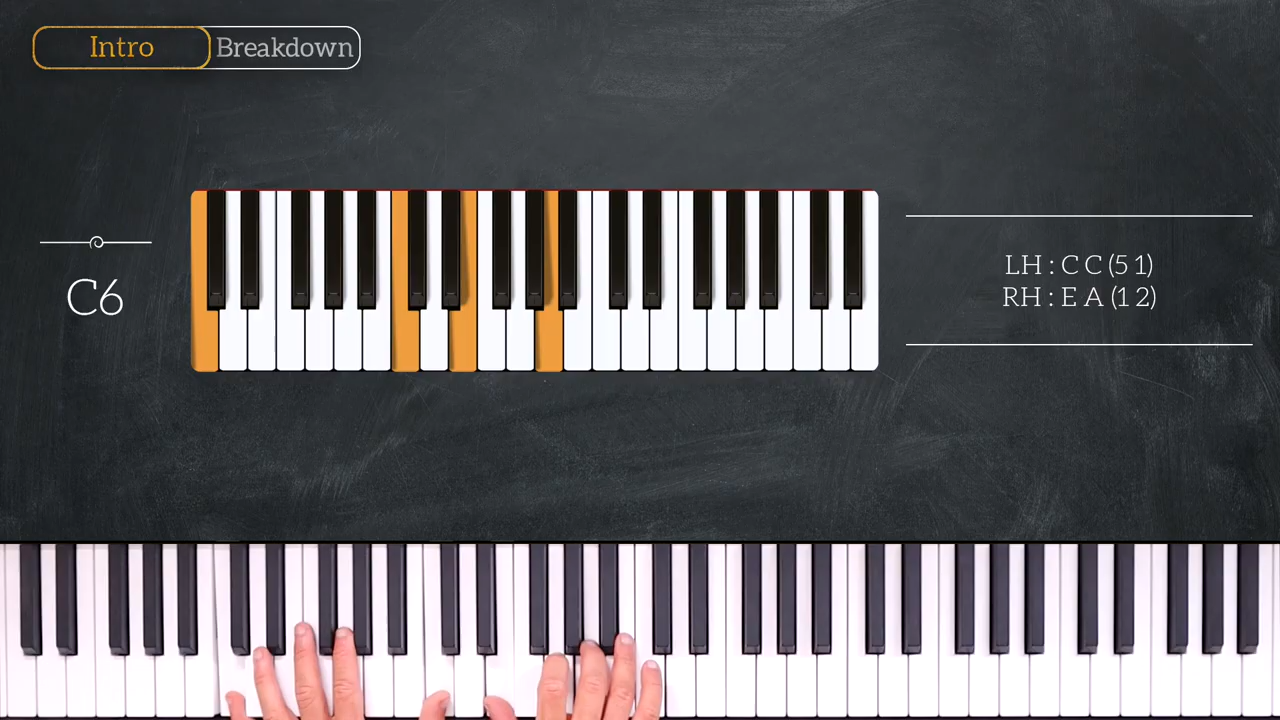 Intro
Breakdown
C6
LH : C C (5 1)
RH : E A (1 2)